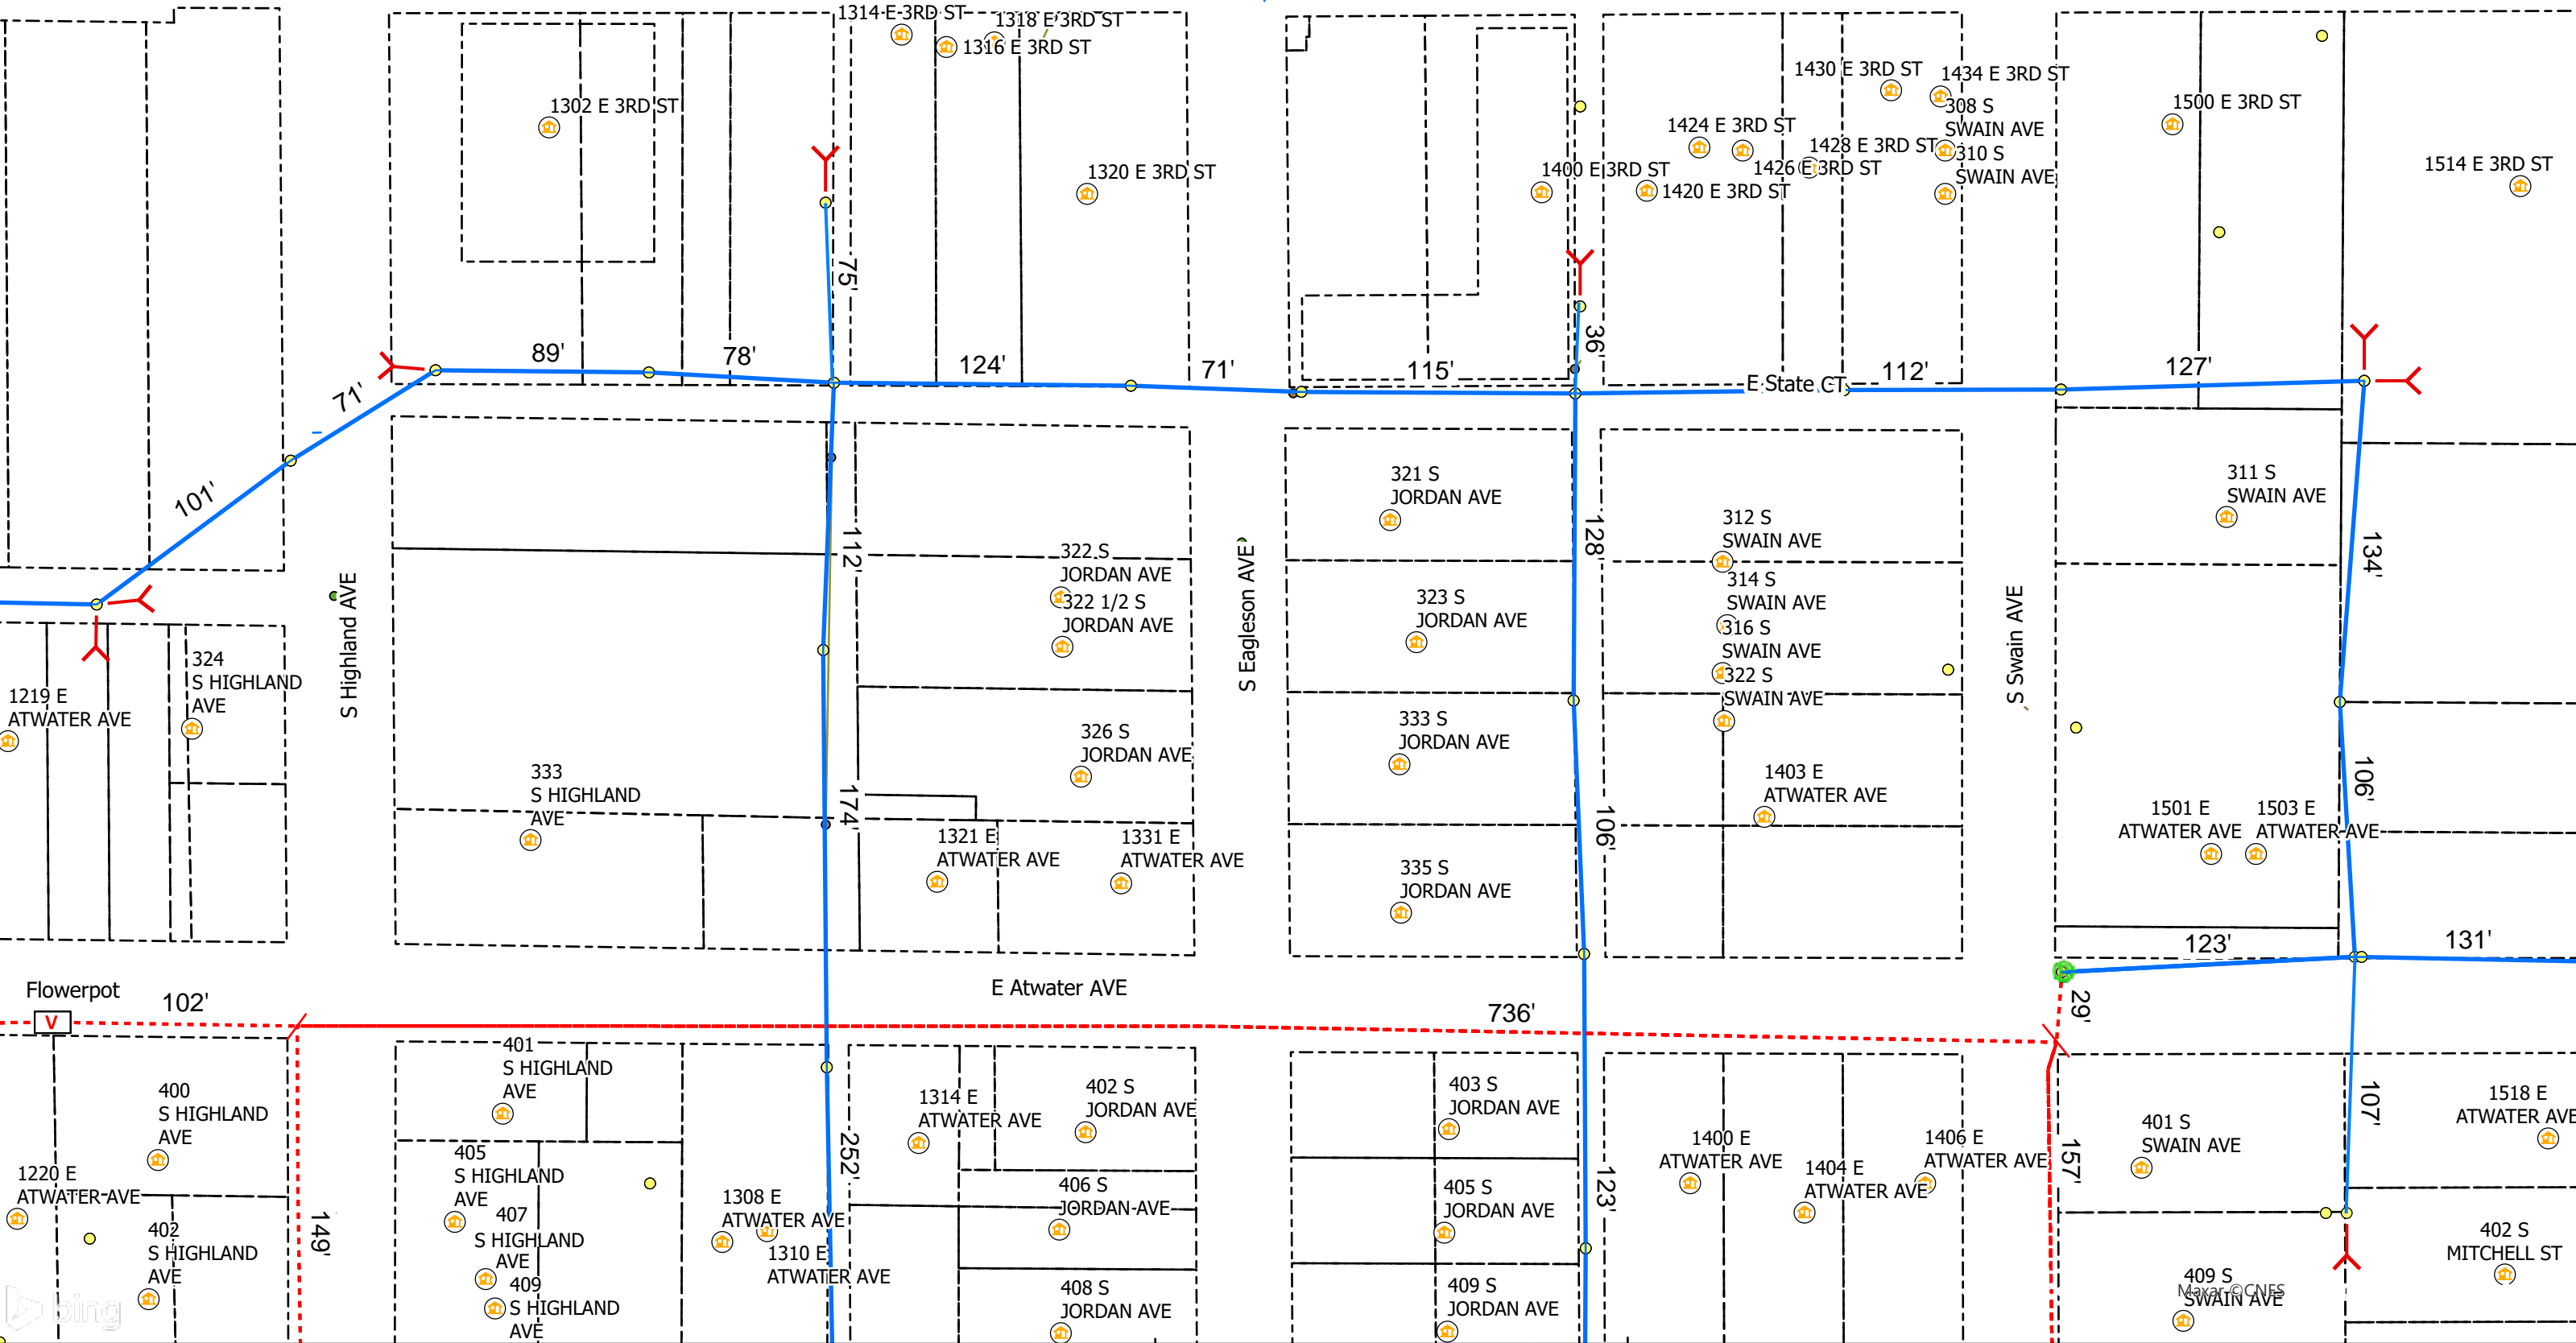 1314 E 3RD ST
1318 E 3RD ST
1316 E 3RD ST
1302 E 3RD ST
1320 E 3RD ST
1430 E 3RD ST
1434 E 3RD ST
308 S
SWAIN AVE
1424 E 3RD ST
1428 E 3RD ST
310 S
SWAIN AVE
1426 E 3RD ST
1400 E 3RD ST
1420 E 3RD ST
1500 E 3RD ST
1514 E 3RD ST
75'
36'
71'
89'
78'
124'
71'
115'
E State CT
112'
127'
101'
321 S
JORDAN AVE
311 S
SWAIN AVE
112'
128'
134'
322 S
JORDAN AVE
322 1/2 S
JORDAN AVE
312 S
SWAIN AVE
314 S
SWAIN AVE
316 S
SWAIN AVE
322 S
SWAIN AVE
323 S
JORDAN AVE
S Highland AVE
S Eagleson AVE
S Swain AVE
324
S HIGHLAND
AVE
1219 E
ATWATER AVE
326 S
JORDAN AVE
333 S
JORDAN AVE
333
S HIGHLAND
AVE
1403 E
ATWATER AVE
174'
106'
106'
1321 E
ATWATER AVE
1331 E
ATWATER AVE
1501 E
ATWATER AVE
1503 E
ATWATER AVE
335 S
JORDAN AVE
123'
131'
Flowerpot
V
102'
E Atwater AVE
736'
29'
401
S HIGHLAND
AVE
400
S HIGHLAND
AVE
1314 E
ATWATER AVE
402 S
JORDAN AVE
403 S
JORDAN AVE
1400 E
ATWATER AVE
1406 E
ATWATER AVE
401 S
SWAIN AVE
1518 E
ATWATER AVE
107'
157'
252'
123'
149'
405
S HIGHLAND
AVE
1220 E
ATWATER AVE
1308 E
ATWATER AVE
406 S
JORDAN AVE
405 S
JORDAN AVE
1404 E
ATWATER AVE
407
S HIGHLAND
AVE
402
S HIGHLAND
AVE
1310 E
ATWATER AVE
402 S
MITCHELL ST
409
S HIGHLAND
AVE
408 S
JORDAN AVE
409 S
JORDAN AVE
409 S
SWAIN AVE
Maxar ©CNES
bing